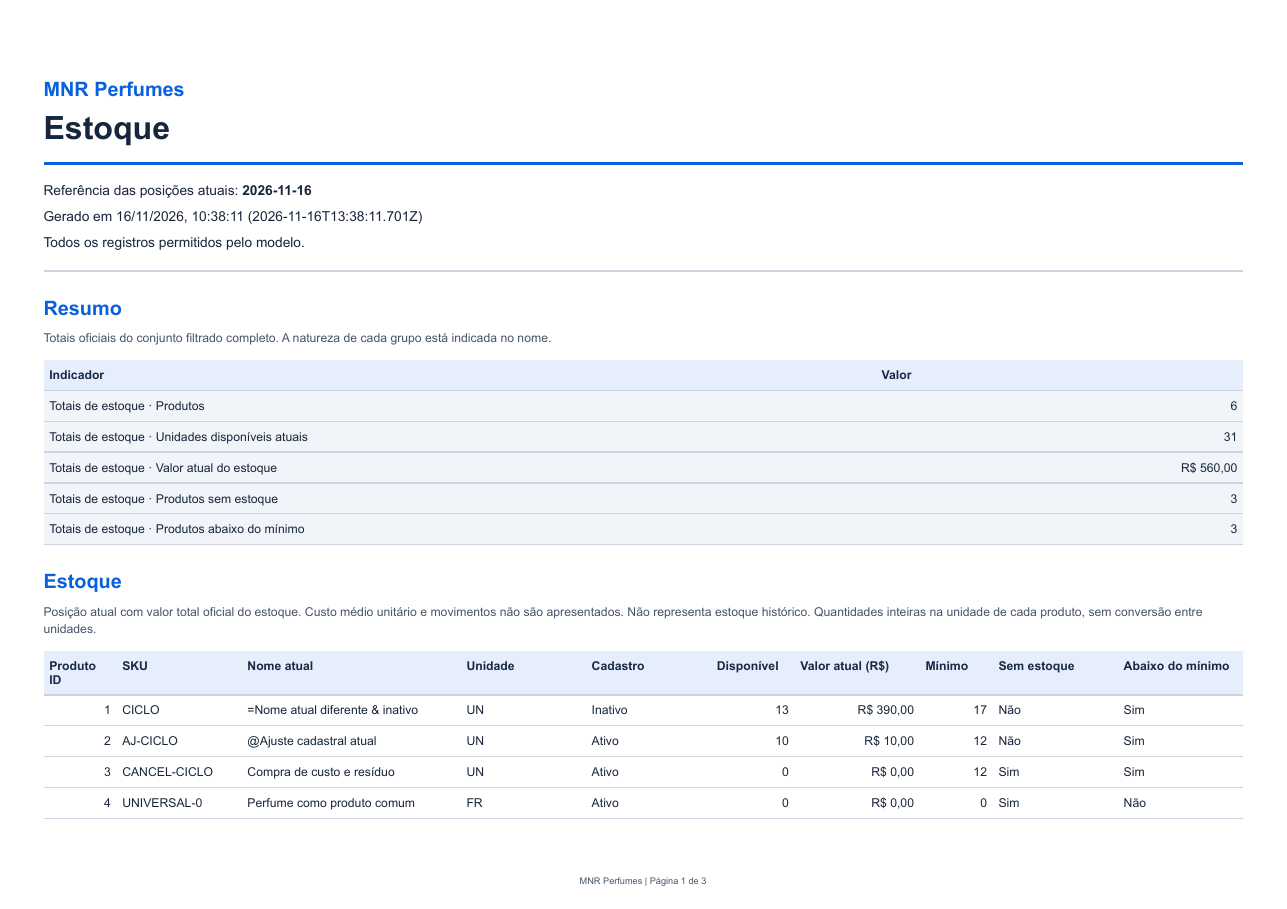 MNR Perfumes
Estoque
Referência das posições atuais: 2026-11-16
Gerado em 16/11/2026, 10:38:11 (2026-11-16T13:38:11.701Z)
Todos os registros permitidos pelo modelo.
Resumo
Totais oficiais do conjunto filtrado completo. A natureza de cada grupo está indicada no nome.
Indicador Valor
Totais de estoque · Produtos 6
Totais de estoque · Unidades disponíveis atuais 31
Totais de estoque · Valor atual do estoque R$ 560,00
Totais de estoque · Produtos sem estoque 3
Totais de estoque · Produtos abaixo do mínimo 3
Estoque
Posição atual com valor total oficial do estoque. Custo médio unitário e movimentos não são apresentados. Não representa estoque histórico. Quantidades inteiras na unidade de cada produto, sem conversão entre
unidades.
Produto ID SKU Nome atual Unidade Cadastro Disponível Valor atual (R$) Mínimo Sem estoque Abaixo do mínimo
1 CICLO =Nome atual diferente & inativo UN Inativo 13 R$ 390,00 17 Não Sim
2 AJ-CICLO @Ajuste cadastral atual UN Ativo 10 R$ 10,00 12 Não Sim
3 CANCEL-CICLO Compra de custo e resíduo UN Ativo 0 R$ 0,00 12 Sim Sim
4 UNIVERSAL-0 Perfume como produto comum FR Ativo 0 R$ 0,00 0 Sim Não
MNR Perfumes | Página 1 de 3